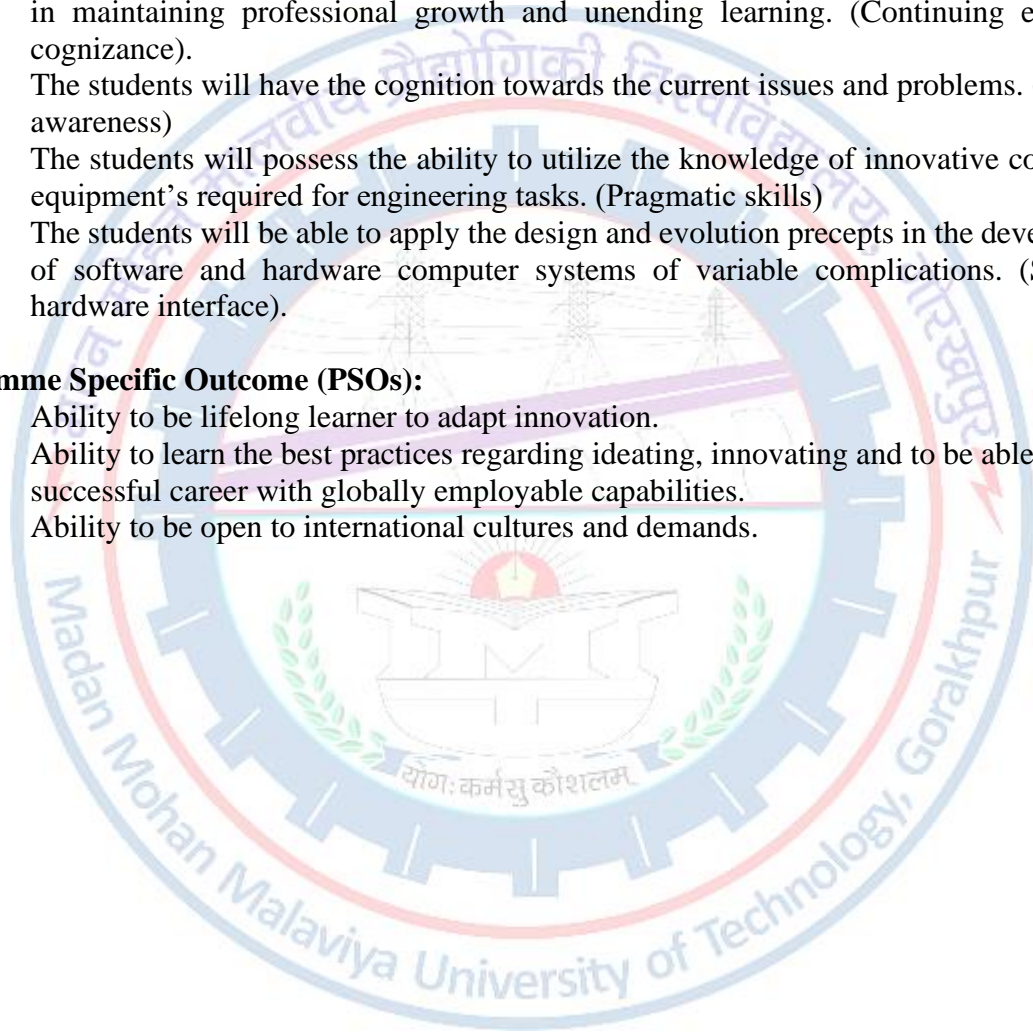 in maintaining professional growth and unending learning. (Continuing e
cognizance).
The students will have the cognition towards the current issues and problems.
awareness)
The students will possess the ability to utilize the knowledge of innovative co
equipment’s required for engineering tasks. (Pragmatic skills)
The students will be able to apply the design and evolution precepts in the deve
of software and hardware computer systems of variable complications. (S
hardware interface).
mme Specific Outcome (PSOs):
Ability to be lifelong learner to adapt innovation.
Ability to learn the best practices regarding ideating, innovating and to be able
successful career with globally employable capabilities.
Ability to be open to international cultures and demands.
मदन मोहन मालवीय प्रौद्योगिकी विश्वविद्यालय, गोरखपुर
योगः कर्मसु कौशलम्
Madan Mohan Malaviya University of Technology, Gorakhpur